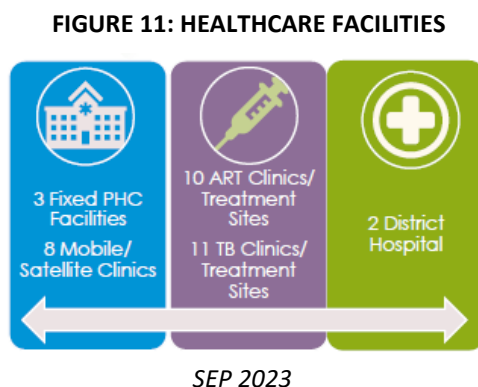 FIGURE 11: HEALTHCARE FACILITIES
3 Fixed PHC
Facilities
8 Mobile/
Satellite Clinics
10 ART Clinics/
Treatment
Sites
11 TB Clinics/
Treatment
Sites
2 District
Hospital
SEP 2023